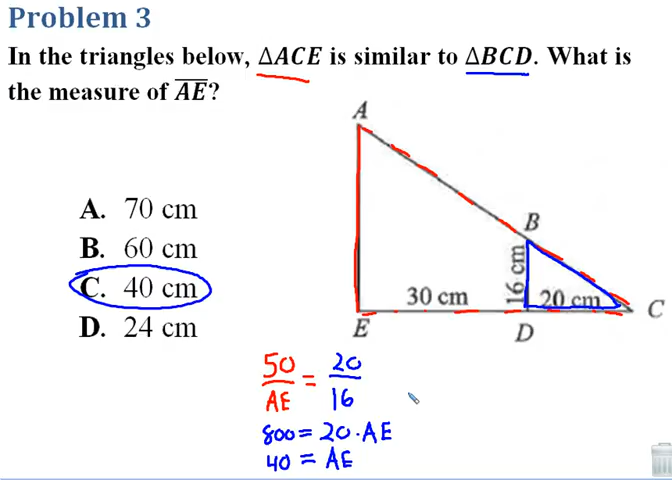 Problem 3
In the triangles below, ΔACE is similar to ΔBCD. What is
the measure of A̅E̅?
A
A. 70 cm
B
B. 60 cm
16 cm
C. 40 cm
30 cm
20 cm
C
D. 24 cm
E
D
50/AE = 20/16
800 = 20 · AE
40 = AE